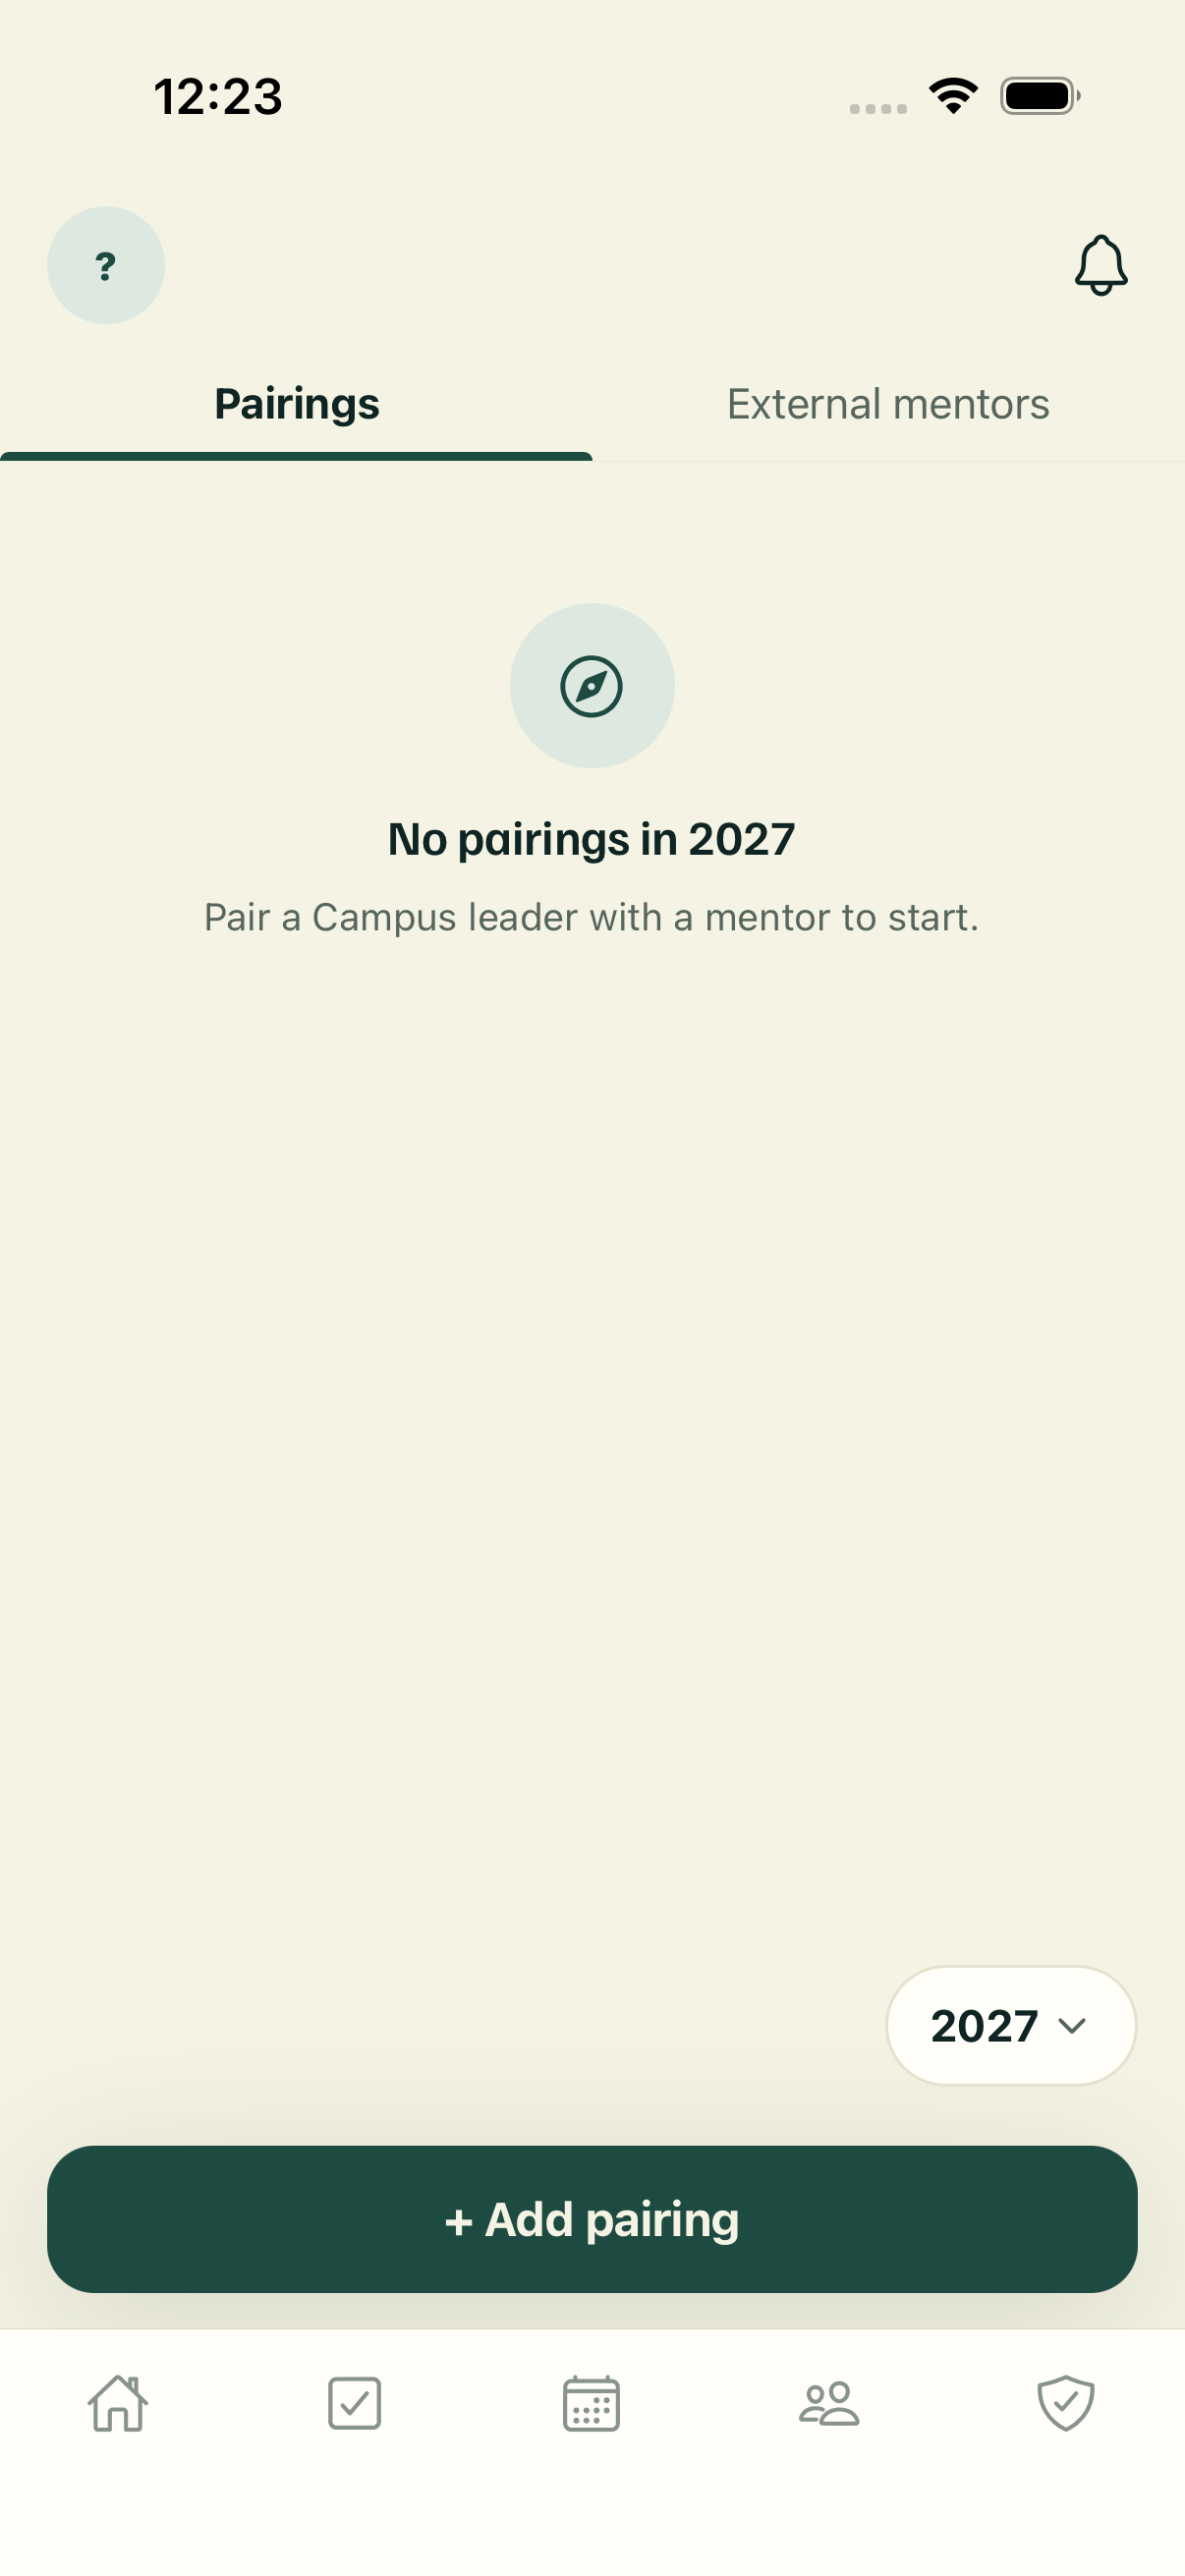 12:23
?
Pairings
External mentors
No pairings in 2027
Pair a Campus leader with a mentor to start.
2027
+ Add pairing